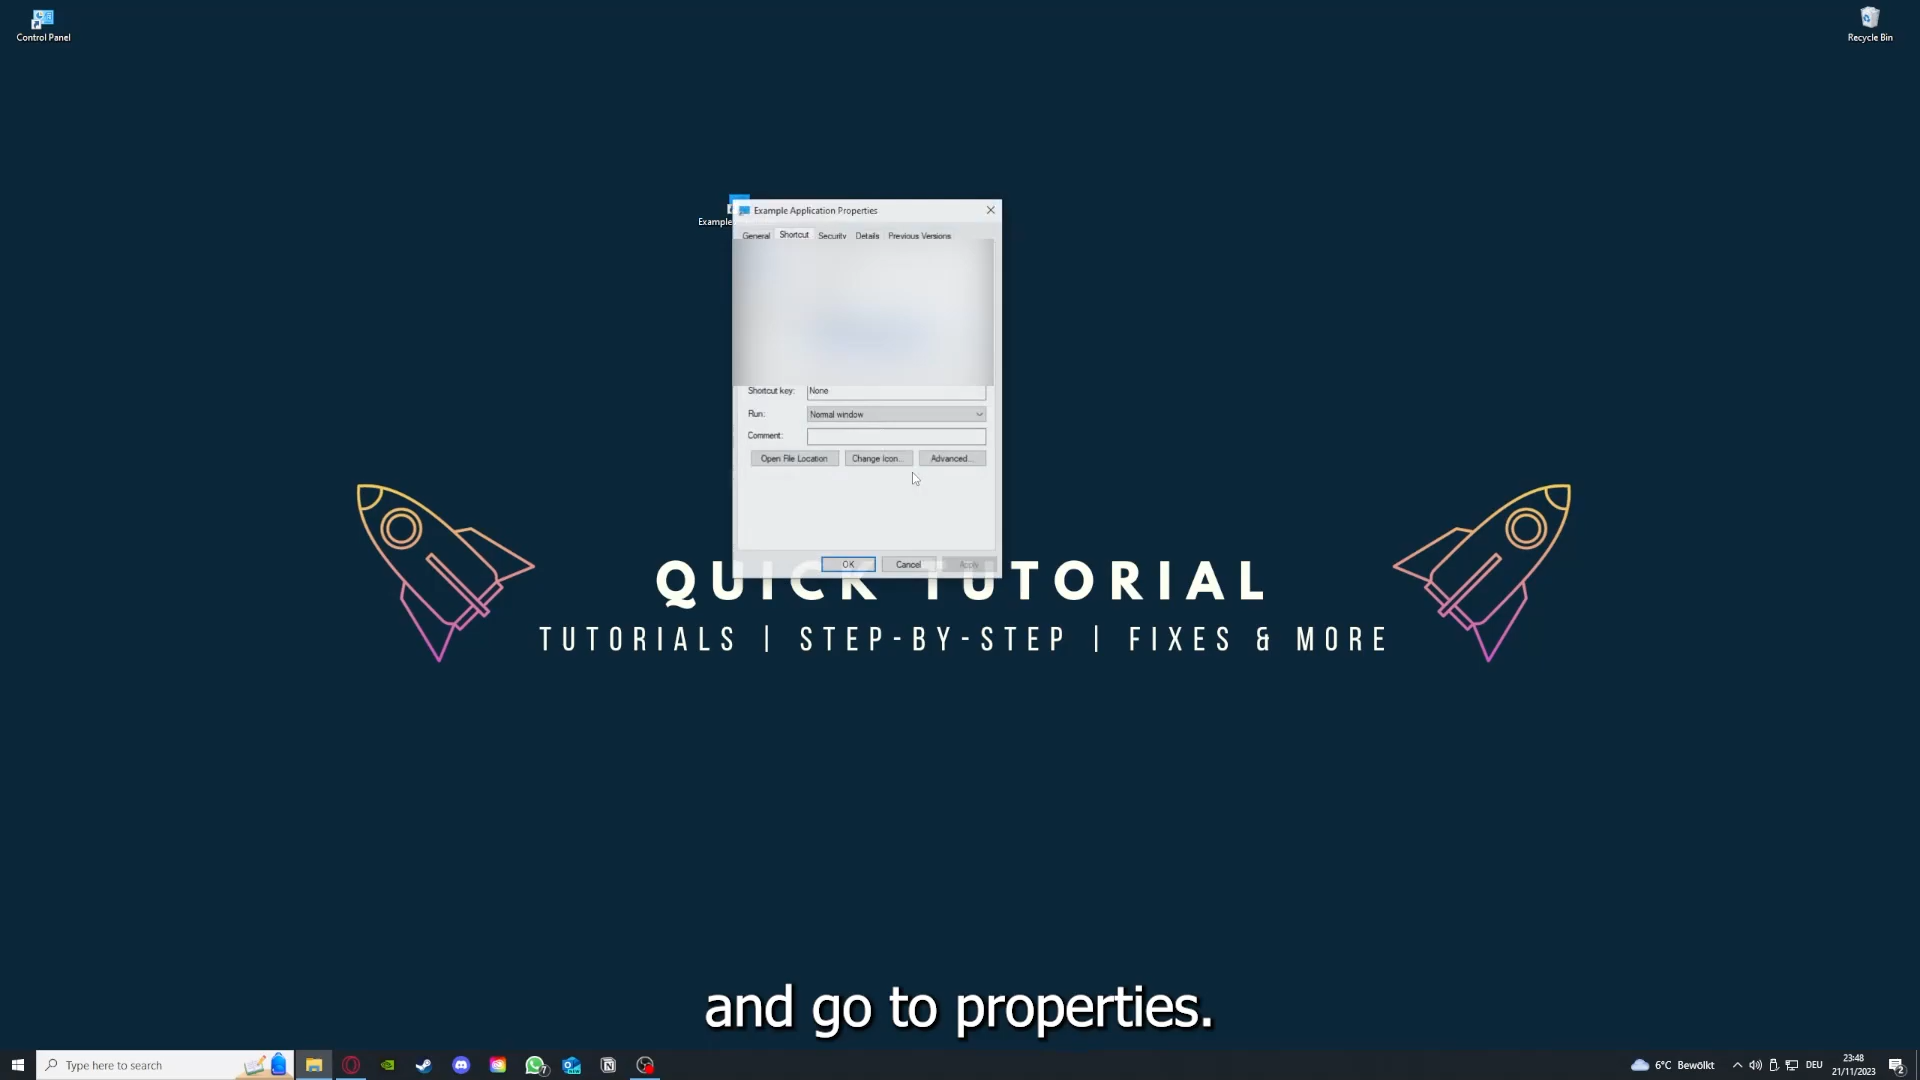 Control Panel
Recycle Bin
Example
Example Application Properties
General Shortcut Security Details Previous Versions
Shortcut key: None
Run: Normal window
Comment:
Open File Location Change Icon... Advanced...
OK Cancel Apply
QUICK TUTORIAL
TUTORIALS | STEP-BY-STEP | FIXES & MORE
and go to properties.
Type here to search
7
6°C Bewölkt
DEU
23:48
21/11/2023
2